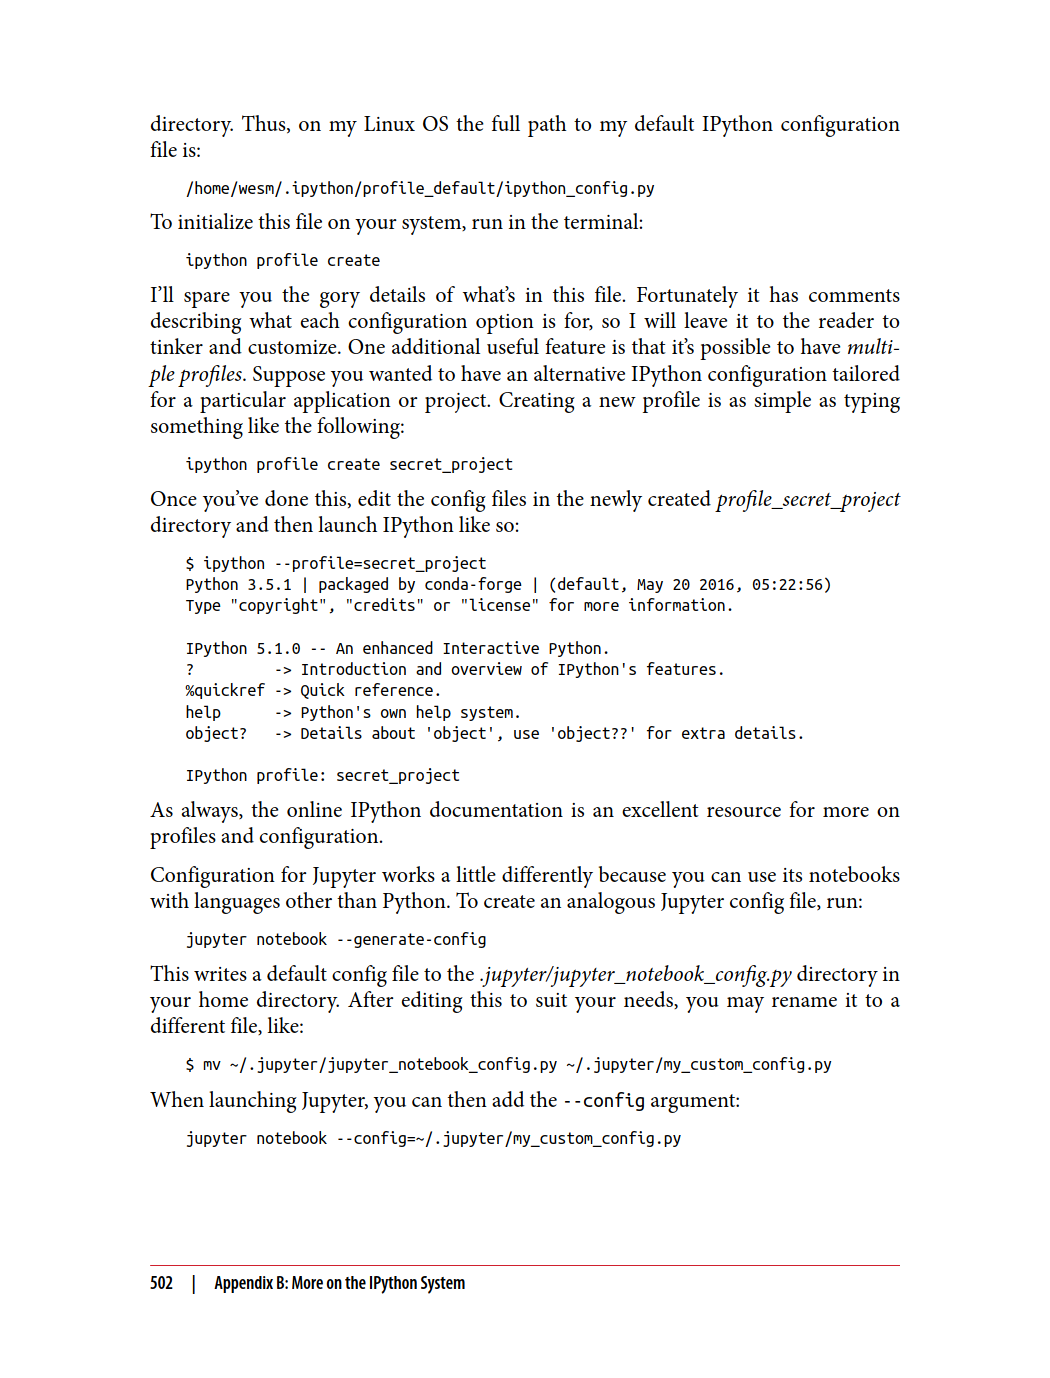 directory. Thus, on my Linux OS the full path to my default IPython configuration
file is:
/home/wesm/.ipython/profile_default/ipython_config.py
To initialize this file on your system, run in the terminal:
ipython profile create
I’ll spare you the gory details of what’s in this file. Fortunately it has comments
describing what each configuration option is for, so I will leave it to the reader to
tinker and customize. One additional useful feature is that it’s possible to have multi-
ple profiles. Suppose you wanted to have an alternative IPython configuration tailored
for a particular application or project. Creating a new profile is as simple as typing
something like the following:
ipython profile create secret_project
Once you’ve done this, edit the config files in the newly created profile_secret_project
directory and then launch IPython like so:
$ ipython --profile=secret_project
Python 3.5.1 | packaged by conda-forge | (default, May 20 2016, 05:22:56)
Type "copyright", "credits" or "license" for more information.
IPython 5.1.0 -- An enhanced Interactive Python.
?         -> Introduction and overview of IPython's features.
%quickref -> Quick reference.
help      -> Python's own help system.
object?   -> Details about 'object', use 'object??' for extra details.
IPython profile: secret_project
As always, the online IPython documentation is an excellent resource for more on
profiles and configuration.
Configuration for Jupyter works a little differently because you can use its notebooks
with languages other than Python. To create an analogous Jupyter config file, run:
jupyter notebook --generate-config
This writes a default config file to the .jupyter/jupyter_notebook_config.py directory in
your home directory. After editing this to suit your needs, you may rename it to a
different file, like:
$ mv ~/.jupyter/jupyter_notebook_config.py ~/.jupyter/my_custom_config.py
When launching Jupyter, you can then add the --config argument:
jupyter notebook --config=~/.jupyter/my_custom_config.py
502 | Appendix B: More on the IPython System